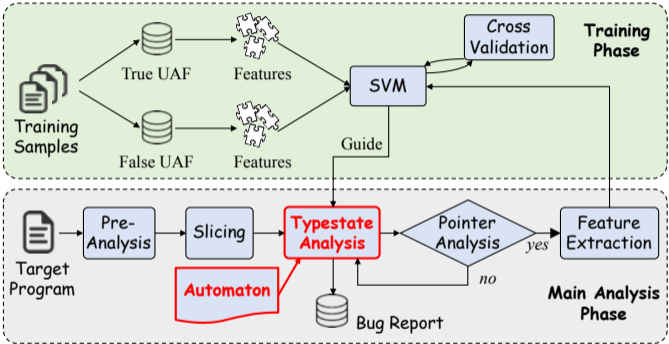 Cross
Validation
Training
Phase
True UAF
Features
SVM
Training
Samples
False UAF
Features
Guide
Pre-
Analysis
Slicing
Typestate
Analysis
Pointer
Analysis
yes
Feature
Extraction
Target
Program
Automaton
no
Bug Report
Main Analysis
Phase